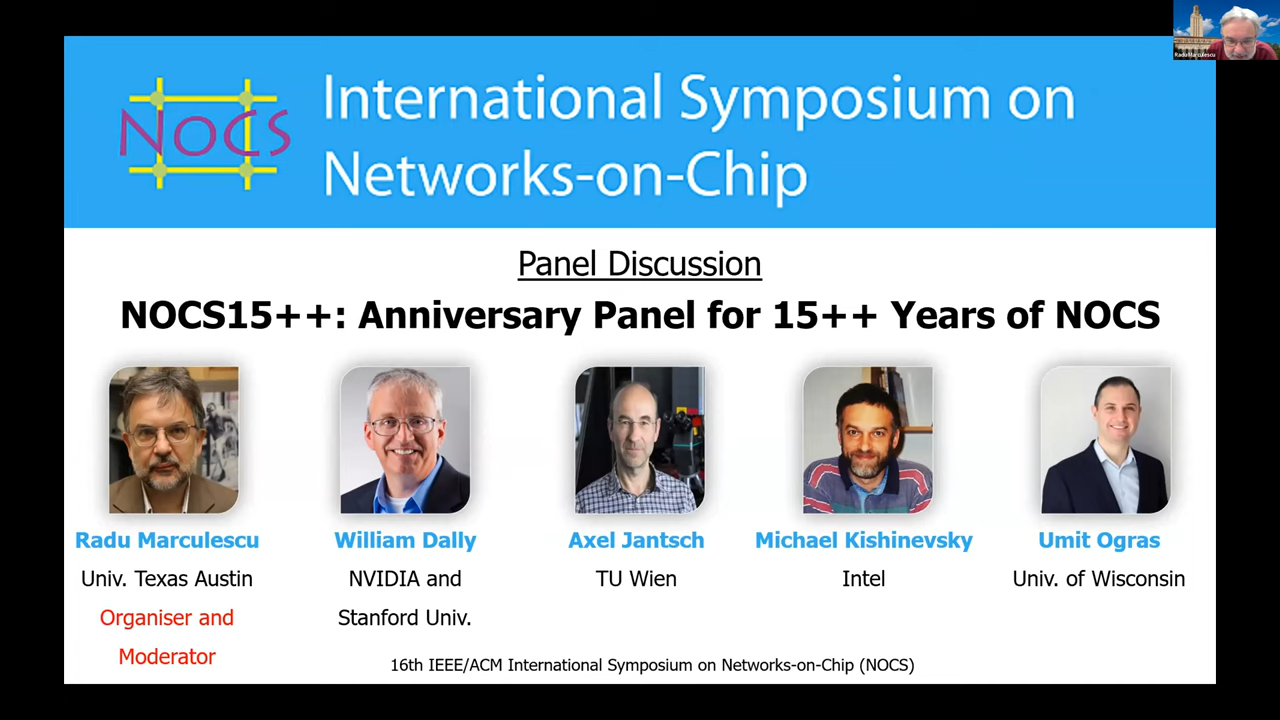 Radu Marculescu
NOCS
International Symposium on
Networks-on-Chip
Panel Discussion
NOCS15++: Anniversary Panel for 15++ Years of NOCS
Radu Marculescu
Univ. Texas Austin
Organiser and
Moderator
William Dally
NVIDIA and
Stanford Univ.
Axel Jantsch
TU Wien
Michael Kishinevsky
Intel
Umit Ogras
Univ. of Wisconsin
16th IEEE/ACM International Symposium on Networks-on-Chip (NOCS)